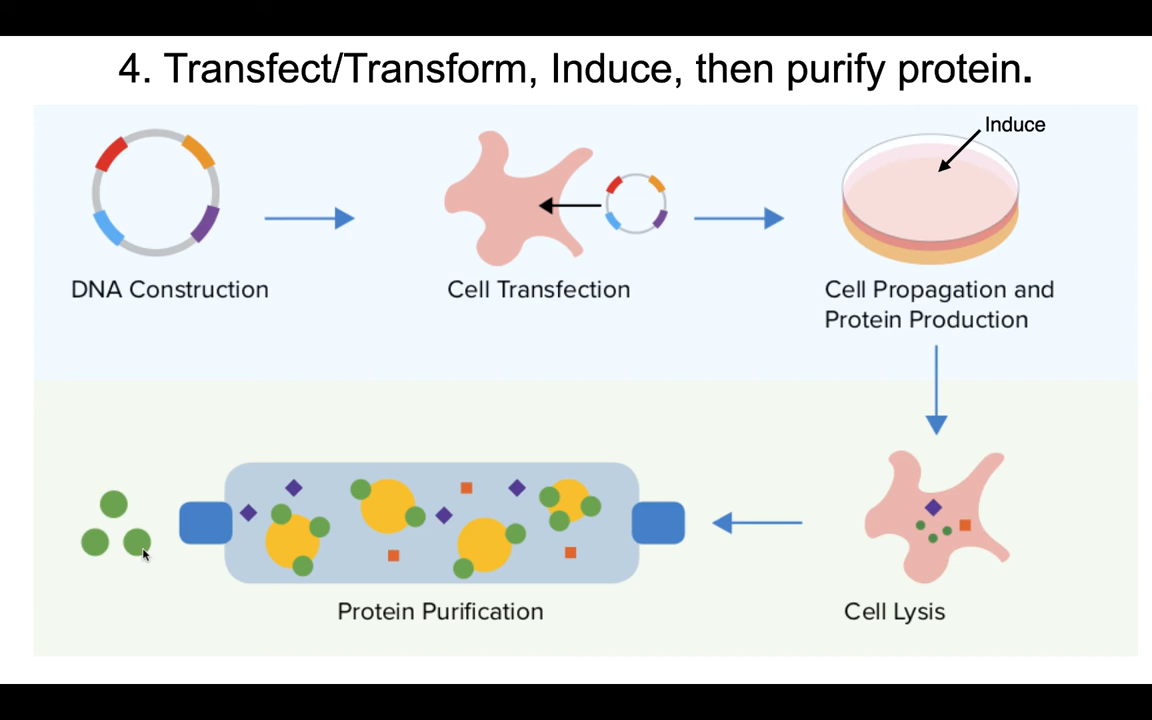 4. Transfect/Transform, Induce, then purify protein.
Induce
DNA Construction
Cell Transfection
Cell Propagation and
Protein Production
Protein Purification
Cell Lysis